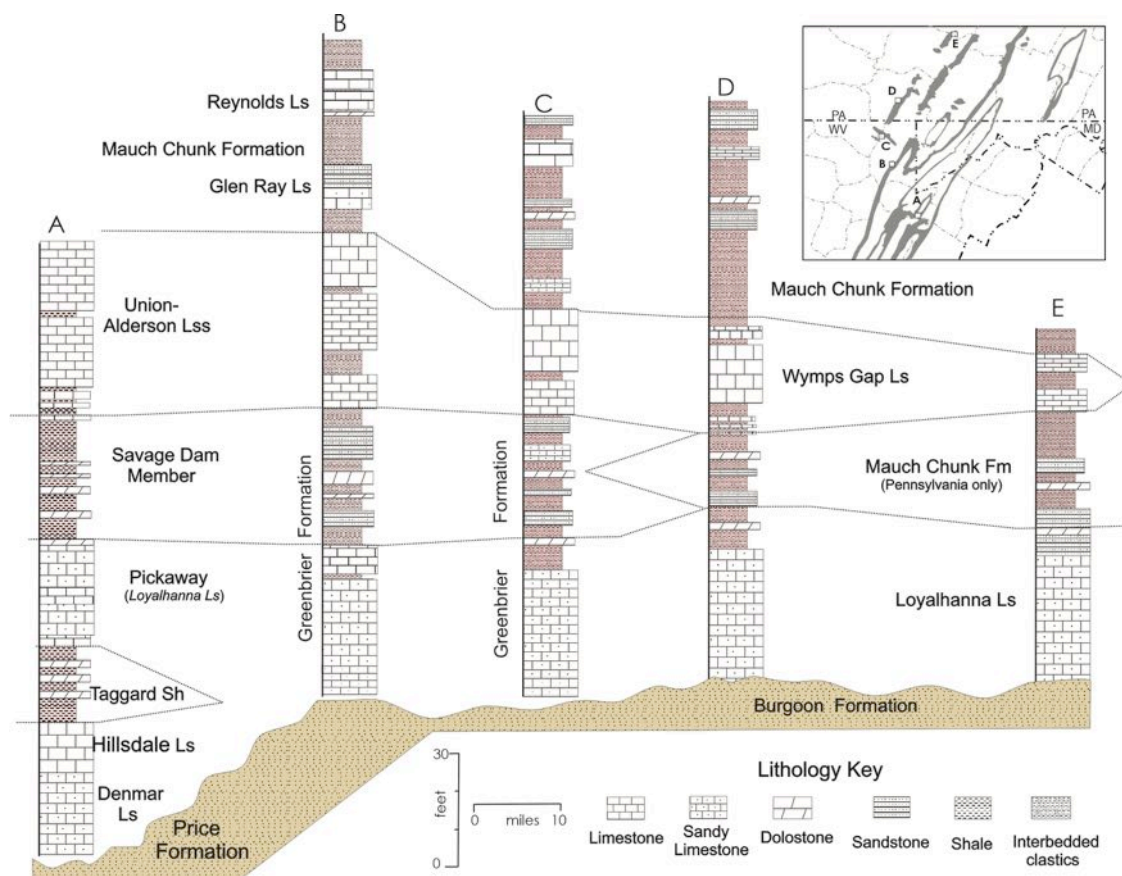 A
B
C
D
E
Reynolds Ls
Mauch Chunk Formation
Glen Ray Ls
Union-
Alderson Lss
Savage Dam
Member
Pickaway
(Loyalhanna Ls)
Taggard Sh
Hillsdale Ls
Denmar
Ls
Price
Formation
Greenbrier Formation
Greenbrier Formation
Mauch Chunk Formation
Wymps Gap Ls
Mauch Chunk Fm
(Pennsylvania only)
Loyalhanna Ls
Burgoon Formation
E
D
PA
WV
PA
MD
C
B
A
30
feet
0
0 miles 10
Lithology Key
Limestone
Sandy
Limestone
Dolostone
Sandstone
Shale
Interbedded
clastics